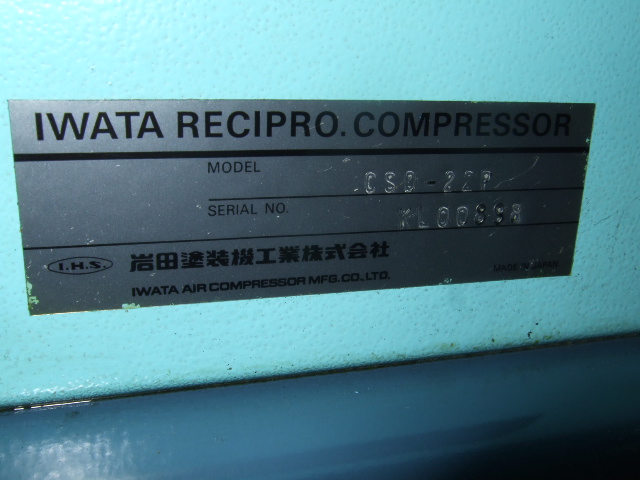 IWATA RECIPRO. COMPRESSOR
MODEL CSD-22P
SERIAL NO.
I.H.S. 岩田塗装機工業株式会社
IWATA AIR COMPRESSOR MFG. CO., LTD. MADE IN JAPAN